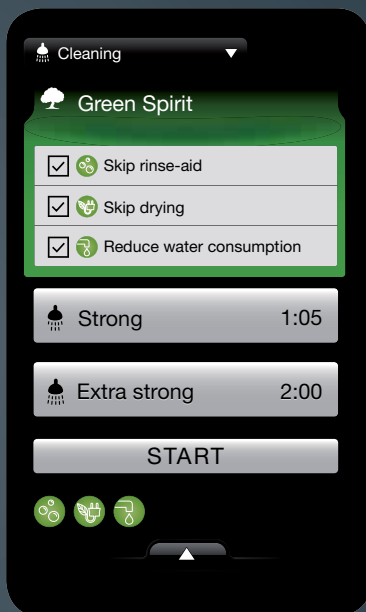 Cleaning
Green Spirit
Skip rinse-aid
Skip drying
Reduce water consumption
Strong 1:05
Extra strong 2:00
START